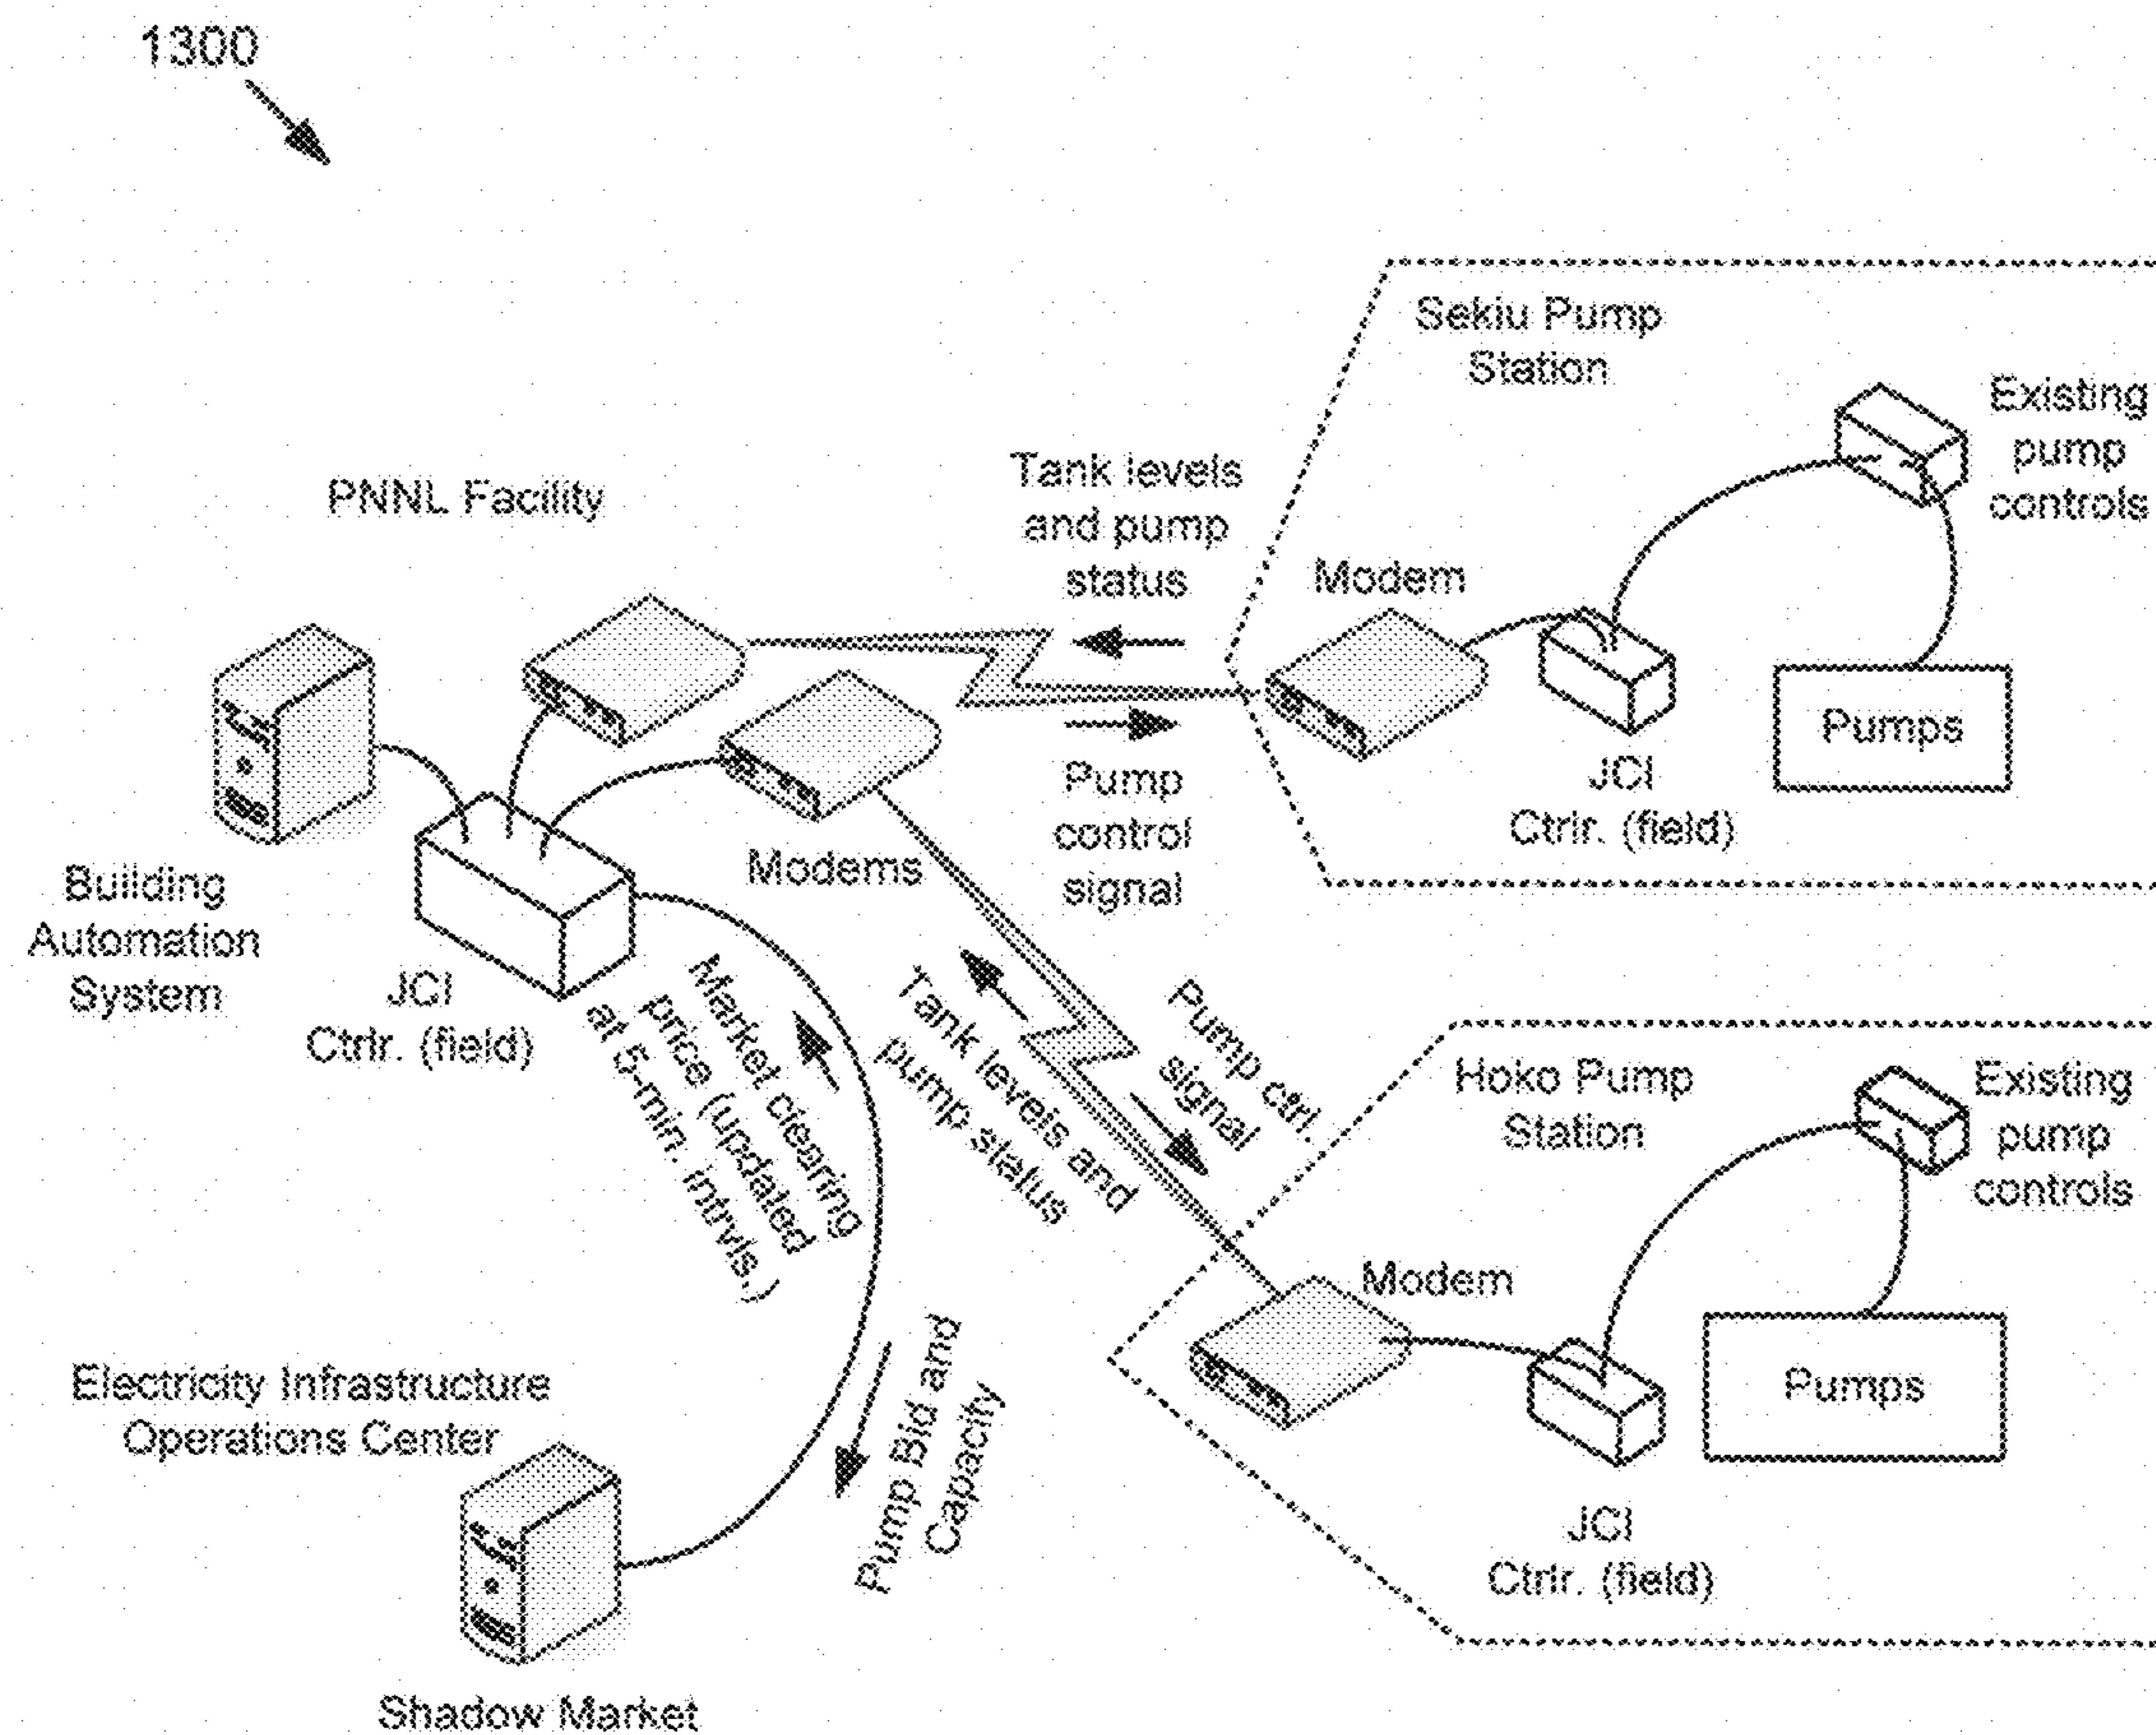 1300
Sekiu Pump
Station
Existing
pump
controls
PNNL Facility
Tank levels
and pump
status
Modem
Pumps
JCI
Ctrlr. (field)
Pump
control
signal
Modems
Building
Automation
System
JCI
Ctrlr. (field)
Market clearing
price (updated
at 5-min. intrvls.)
Tank levels and
pump status
Pump ctrl.
signal
Hoko Pump
Station
Existing
pump
controls
Modem
Pumps
JCI
Ctrlr. (field)
Pump Bid and
Capacity
Electricity Infrastructure
Operations Center
Shadow Market